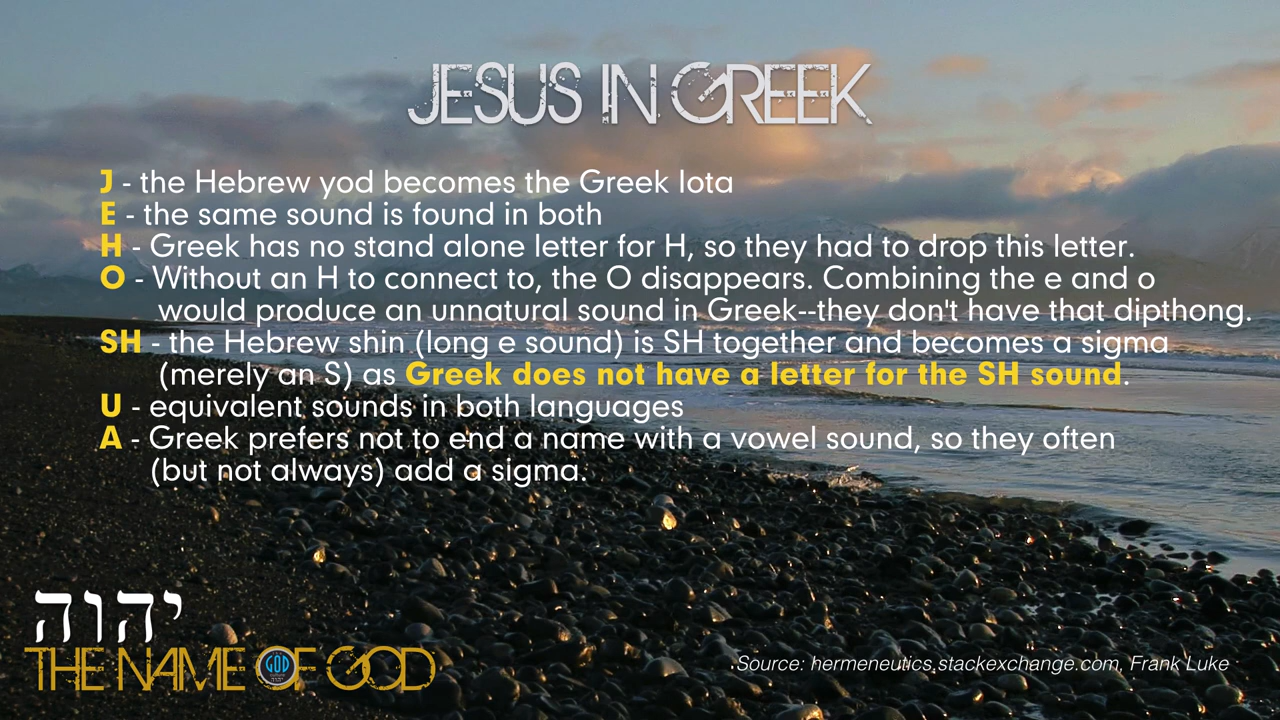 JESUS IN GREEK
J - the Hebrew yod becomes the Greek Iota
E - the same sound is found in both
H - Greek has no stand alone letter for H, so they had to drop this letter.
O - Without an H to connect to, the O disappears. Combining the e and o
would produce an unnatural sound in Greek--they don't have that dipthong.
SH - the Hebrew shin (long e sound) is SH together and becomes a sigma
(merely an S) as Greek does not have a letter for the SH sound.
U - equivalent sounds in both languages
A - Greek prefers not to end a name with a vowel sound, so they often
(but not always) add a sigma.
יהוה
THE NAME OF GOD
GOD
Source: hermeneutics.stackexchange.com, Frank Luke